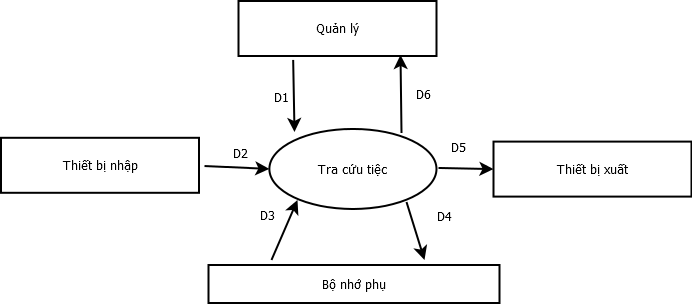 Quản lý
D1
D6
Thiết bị nhập
D2
Tra cứu tiệc
D5
Thiết bị xuất
D3
D4
Bộ nhớ phụ